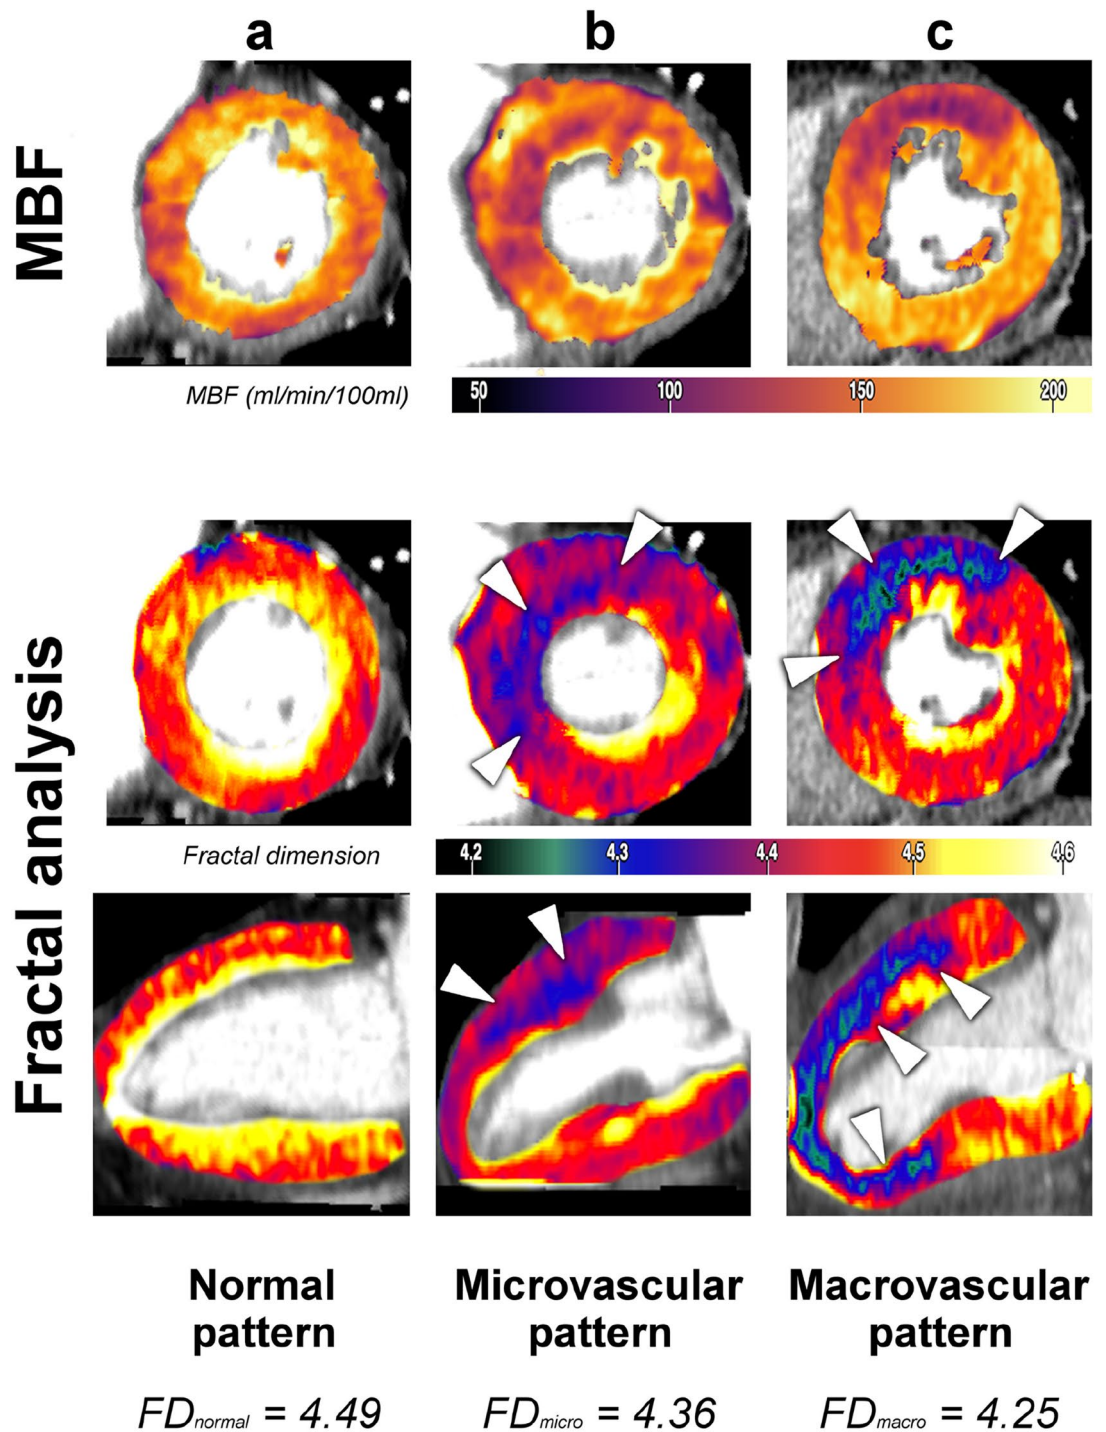 a
b
c
MBF
MBF (ml/min/100ml)
50 100 150 200
Fractal analysis
Fractal dimension
4.2 4.3 4.4 4.5 4.6
Normal
pattern
Microvascular
pattern
Macrovascular
pattern
FDnormal = 4.49
FDmicro = 4.36
FDmacro = 4.25